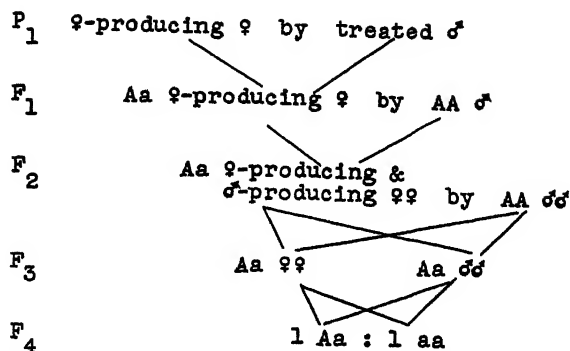 P1 ♀-producing ♀ by treated ♂
F1 Aa ♀-producing ♀ by AA ♂
F2 Aa ♀-producing &
♂-producing ♀♀ by AA ♂♂
F3 Aa ♀♀ Aa ♂♂
F4 1 Aa : 1 aa